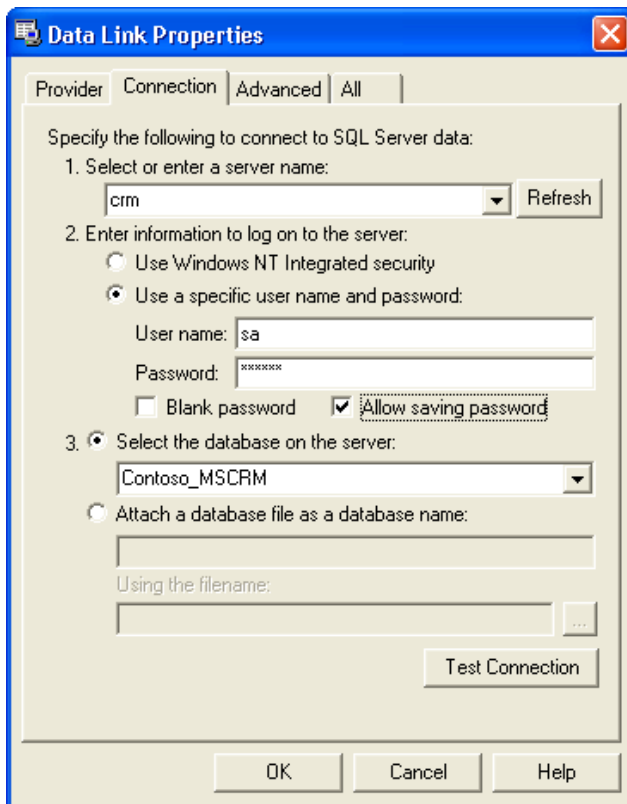 Data Link Properties
Provider Connection Advanced All
Specify the following to connect to SQL Server data:
1. Select or enter a server name:
crm Refresh
2. Enter information to log on to the server:
Use Windows NT Integrated security
Use a specific user name and password:
User name: sa
Password: ******
Blank password Allow saving password
3. Select the database on the server:
Contoso_MSCRM
Attach a database file as a database name:
Using the filename:
...
Test Connection
OK Cancel Help